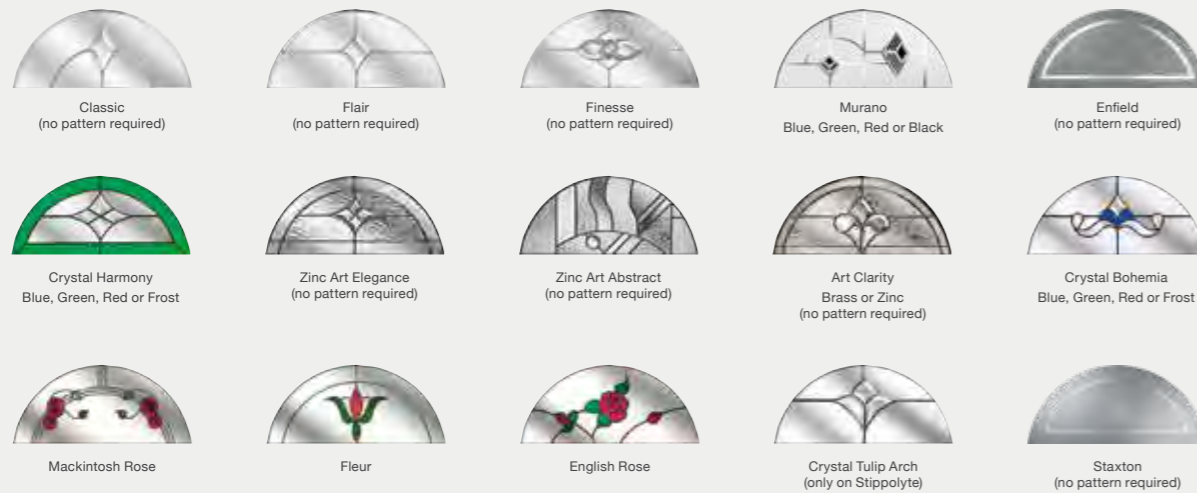 Classic
(no pattern required)
Flair
(no pattern required)
Finesse
(no pattern required)
Murano
Blue, Green, Red or Black
Enfield
(no pattern required)
Crystal Harmony
Blue, Green, Red or Frost
Zinc Art Elegance
(no pattern required)
Zinc Art Abstract
(no pattern required)
Art Clarity
Brass or Zinc
(no pattern required)
Crystal Bohemia
Blue, Green, Red or Frost
Mackintosh Rose
Fleur
English Rose
Crystal Tulip Arch
(only on Stippolyte)
Staxton
(no pattern required)